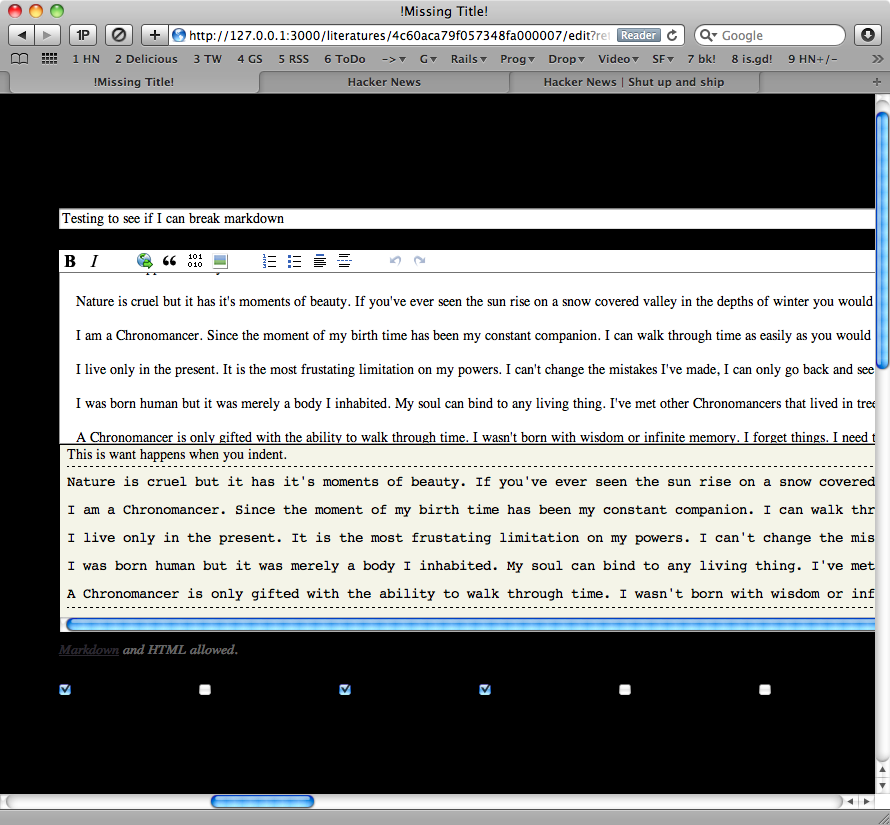 !Missing Title!
1P
http://127.0.0.1:3000/literatures/4c60aca79f057348fa000007/edit?ret Reader
Google
1 HN 2 Delicious 3 TW 4 GS 5 RSS 6 ToDo -->▾ G▾ Rails▾ Prog▾ Drop▾ Video▾ SF▾ 7 bk! 8 is.gd! 9 HN+/-
!Missing Title! Hacker News Hacker News | Shut up and ship
Testing to see if I can break markdown
B I 101 010
Nature is cruel but it has it's moments of beauty. If you've ever seen the sun rise on a snow covered valley in the depths of winter you would
I am a Chronomancer. Since the moment of my birth time has been my constant companion. I can walk through time as easily as you would
I live only in the present. It is the most frustating limitation on my powers. I can't change the mistakes I've made, I can only go back and see
I was born human but it was merely a body I inhabited. My soul can bind to any living thing. I've met other Chronomancers that lived in tree
A Chronomancer is only gifted with the ability to walk through time. I wasn't born with wisdom or infinite memory. I forget things. I need t
This is want happens when you indent.
Nature is cruel but it has it's moments of beauty. If you've ever seen the sun rise on a snow covered
I am a Chronomancer. Since the moment of my birth time has been my constant companion. I can walk thr
I live only in the present. It is the most frustating limitation on my powers. I can't change the mis
I was born human but it was merely a body I inhabited. My soul can bind to any living thing. I've met
A Chronomancer is only gifted with the ability to walk through time. I wasn't born with wisdom or inf
Markdown and HTML allowed.